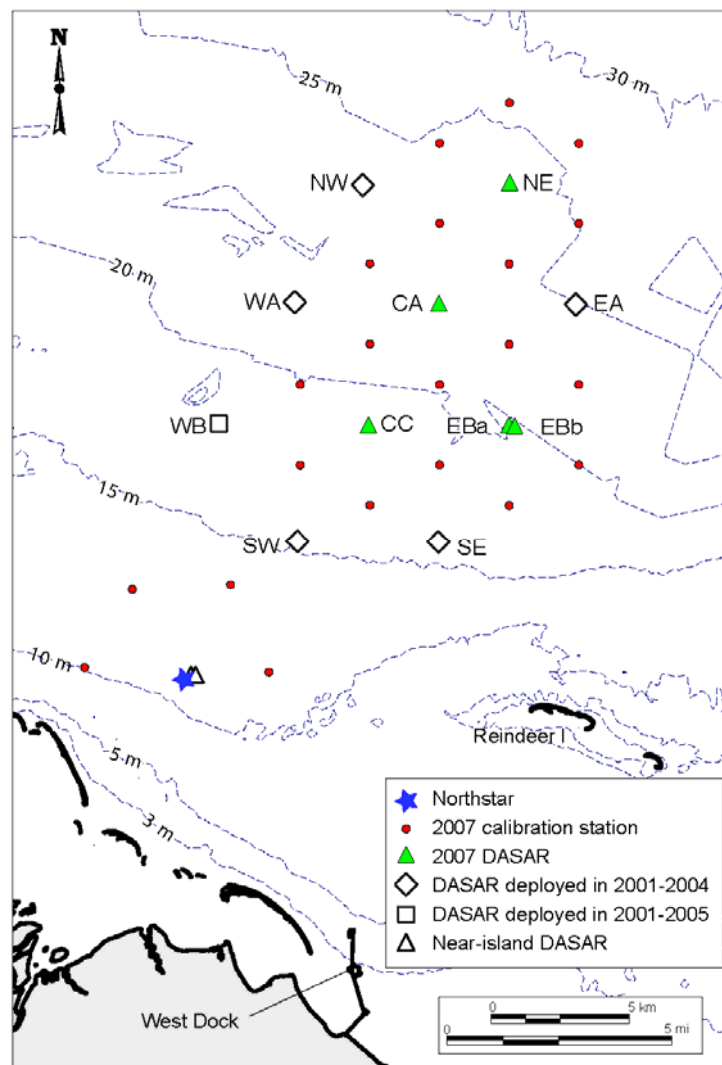 N
30 m
25 m
NW
NE
20 m
WA
CA
EA
WB
CC
EBa
EBb
15 m
SW
SE
10 m
Reindeer I
5 m
3 m
Northstar
2007 calibration station
2007 DASAR
DASAR deployed in 2001-2004
DASAR deployed in 2001-2005
Near-island DASAR
West Dock
0 5 km
0 5 mi